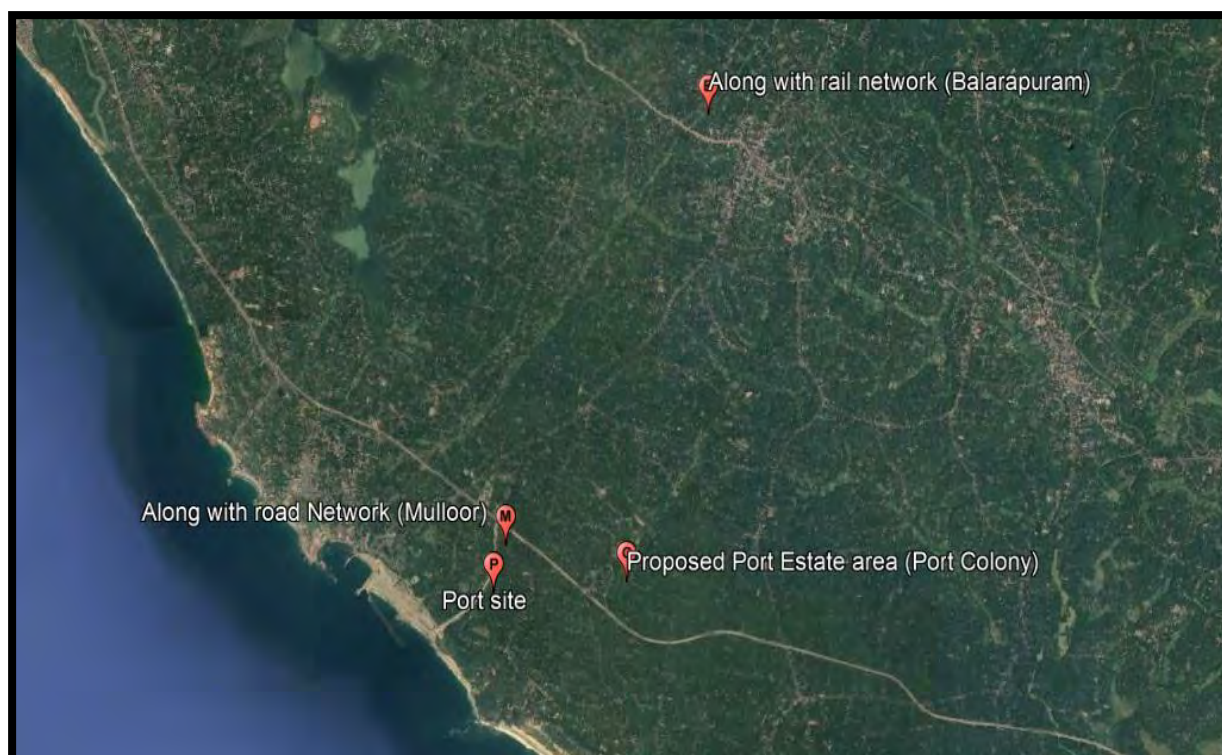 Along with rail network (Balarapuram)
Along with road Network (Mulloor)
M
P
Proposed Port Estate area (Port Colony)
Port site